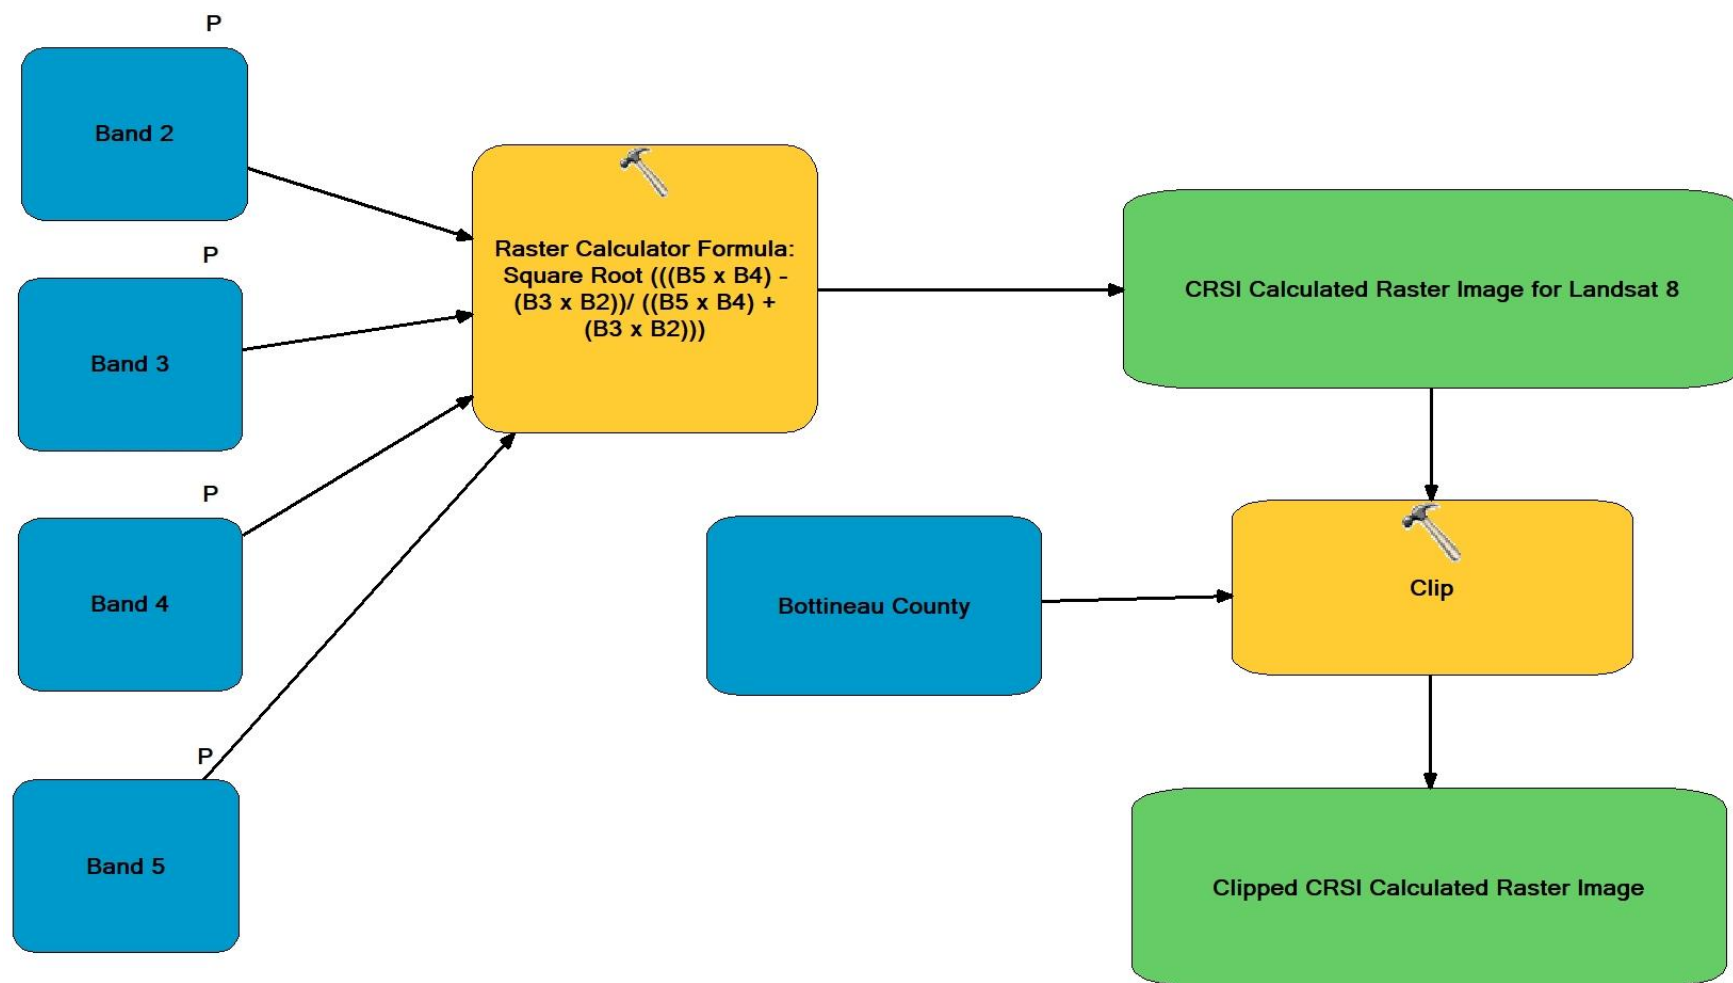 P
Band 2
P
Band 3
P
Band 4
P
Band 5
Raster Calculator Formula:
Square Root (((B5 x B4) -
(B3 x B2))/ ((B5 x B4) +
(B3 x B2)))
CRSI Calculated Raster Image for Landsat 8
Bottineau County
Clip
Clipped CRSI Calculated Raster Image